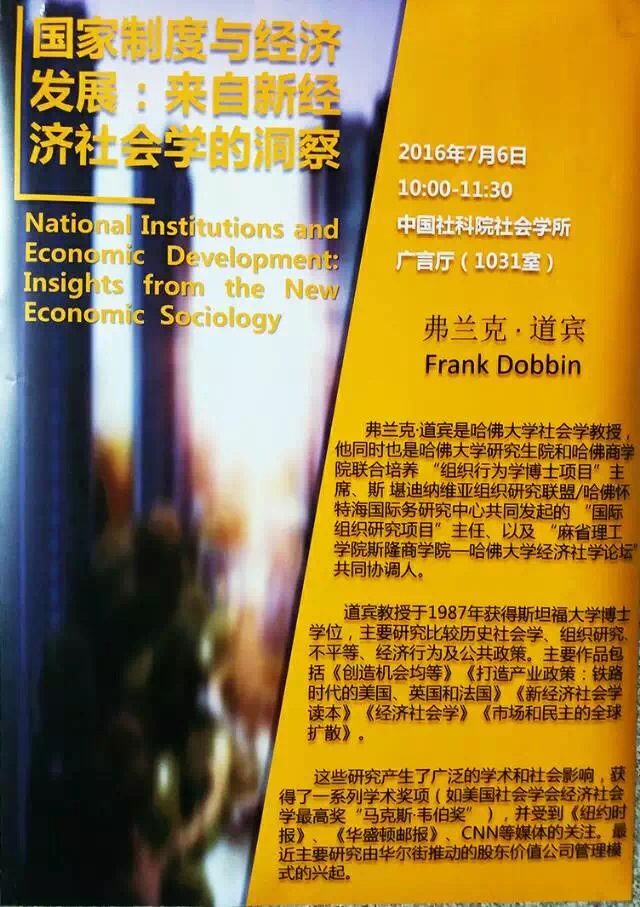 国家制度与经济
发展：来自新经
济社会学的洞察
National Institutions and
Economic Development:
Insights from the New
Economic Sociology
2016年7月6日
10:00-11:30
中国社科院社会学所
广言厅（1031室）
弗兰克·道宾
Frank Dobbin
弗兰克·道宾是哈佛大学社会学教授，
他同时也是哈佛大学研究生院和哈佛商学
院联合培养 “组织行为学博士项目”主
席、斯 堪迪纳维亚组织研究联盟/哈佛怀
特海国际务研究中心共同发起的 “国际
组织研究项目”主任、以及 “麻省理工
学院斯隆商学院—哈佛大学经济社学论坛”
共同协调人。
道宾教授于1987年获得斯坦福大学博士
学位，主要研究比较历史社会学、组织研究、
不平等、经济行为及公共政策。主要作品包
括《创造机会均等》《打造产业政策：铁路
时代的美国、英国和法国》《新经济社会学
读本》《经济社会学》《市场和民主的全球
扩散》。
这些研究产生了广泛的学术和社会影响，获
得了一系列学术奖项（如美国社会学会经济社会
学最高奖“马克斯·韦伯奖”），并受到《纽约时
报》、《华盛顿邮报》、CNN等媒体的关注。最
近主要研究由华尔街推动的股东价值公司管理模
式的兴起。